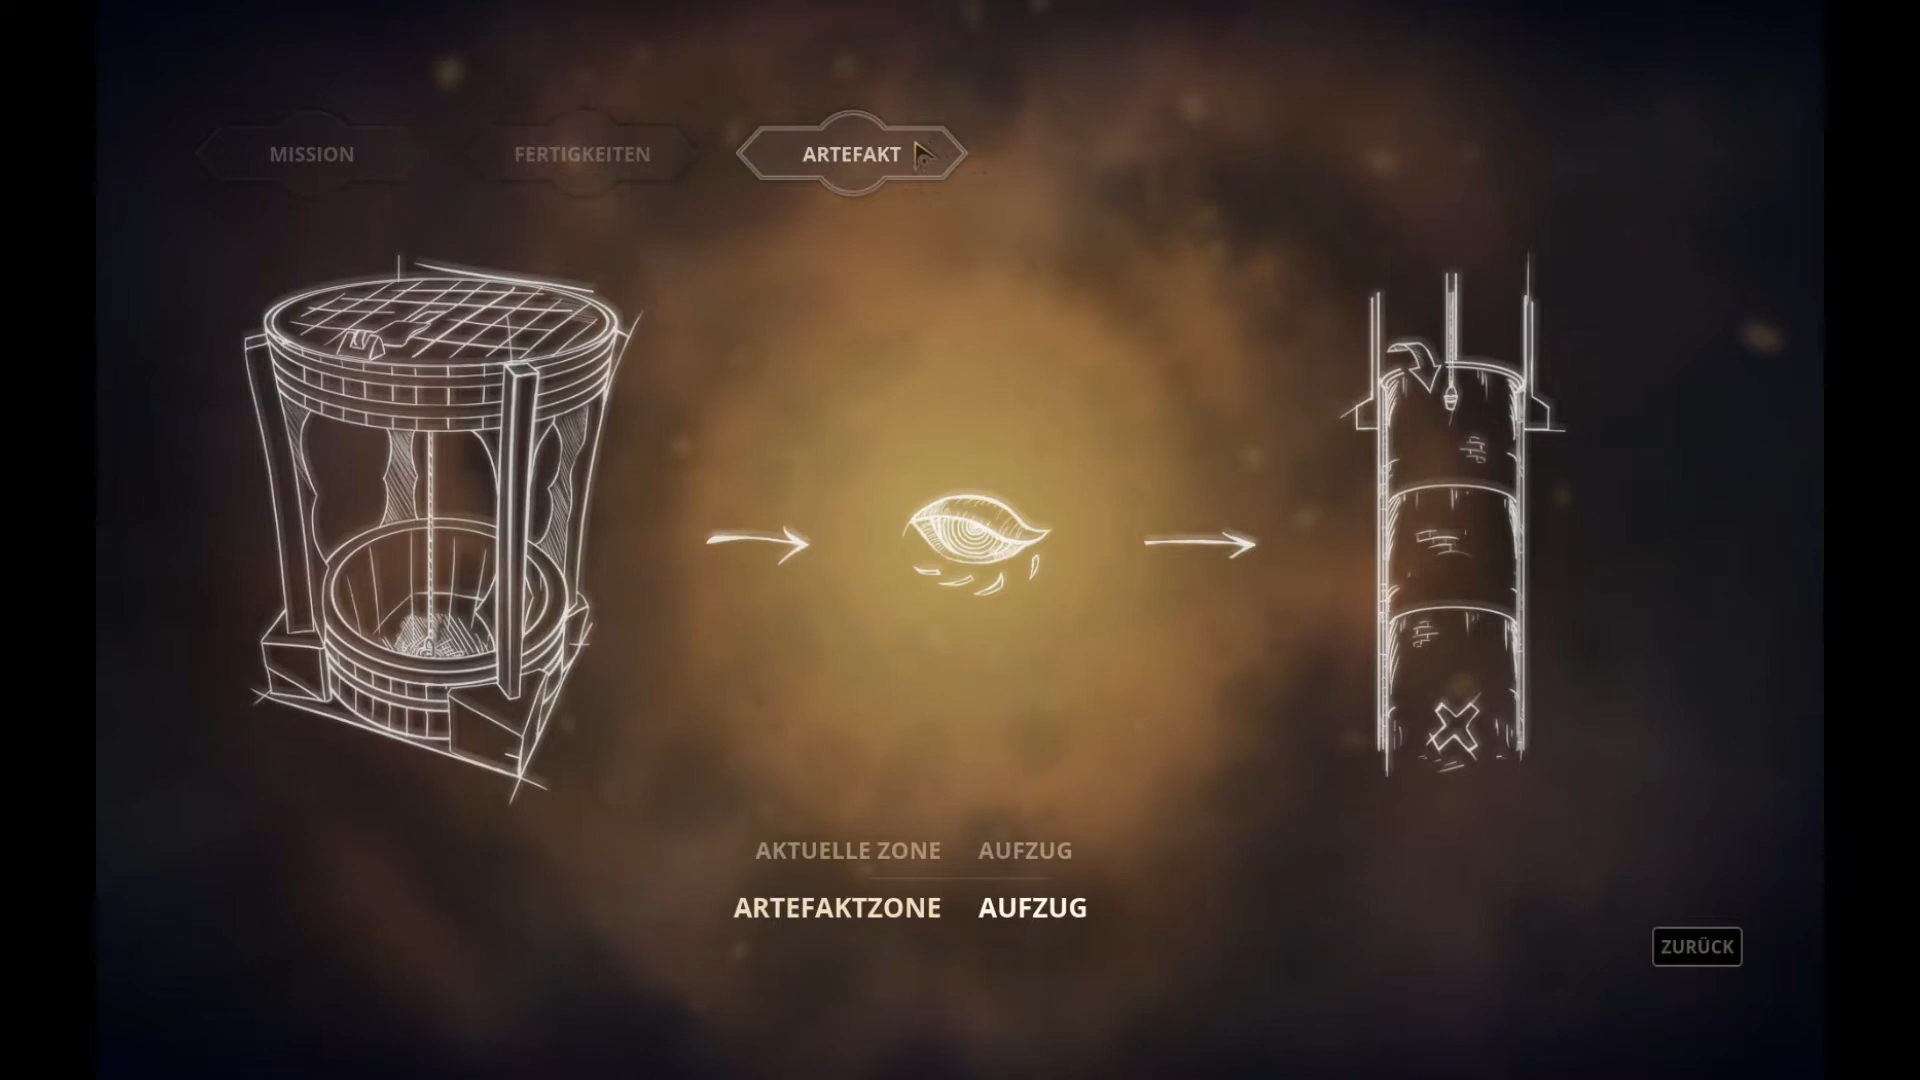 MISSION
FERTIGKEITEN
ARTEFAKT
AKTUELLE ZONE AUFZUG
ARTEFAKTZONE AUFZUG
ZURÜCK